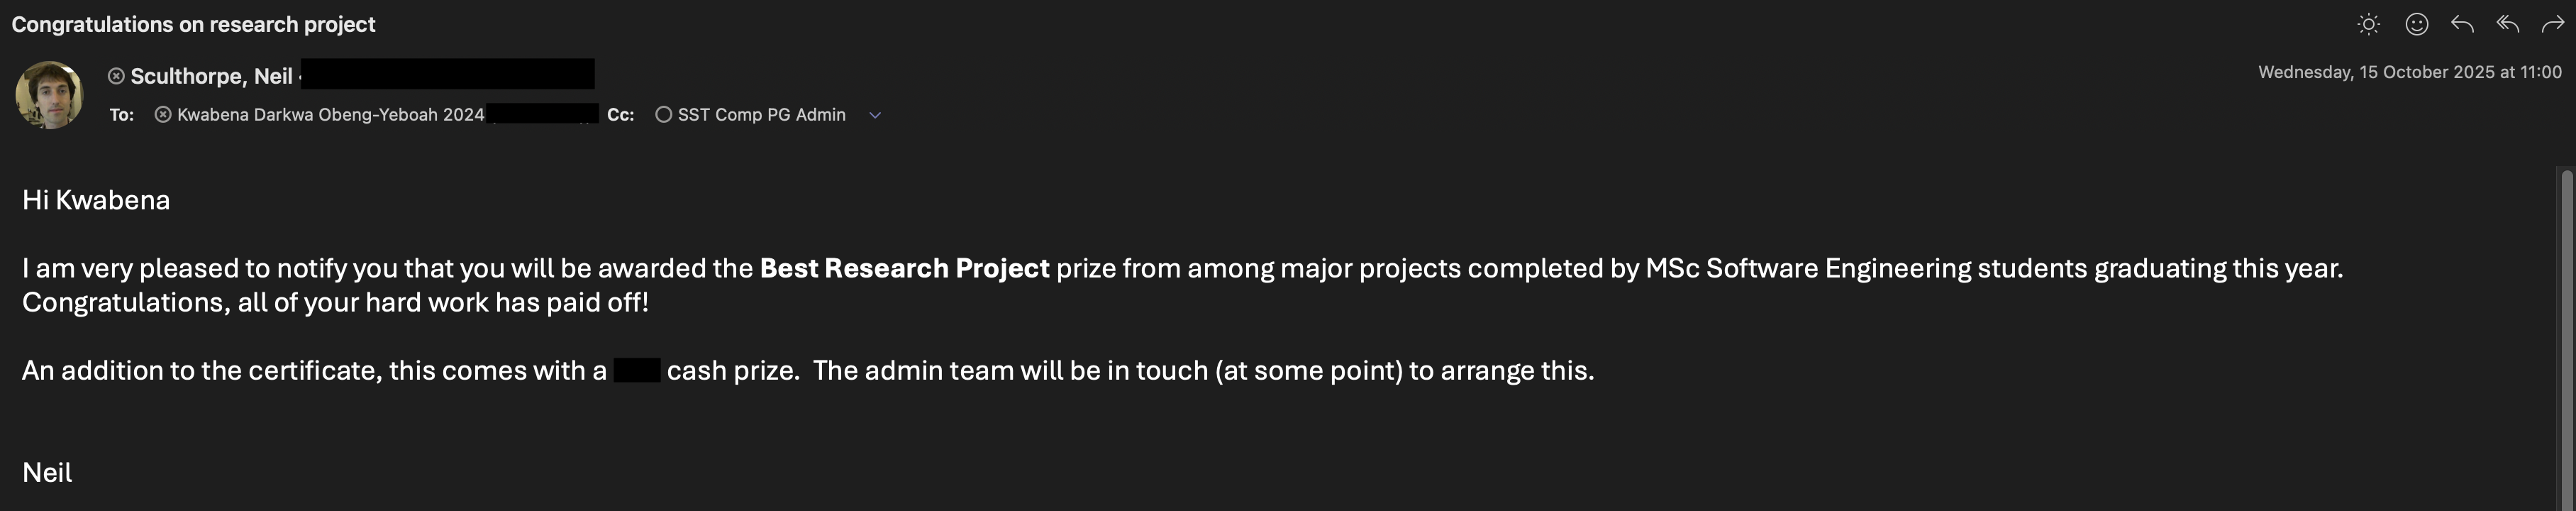 Congratulations on research project
Sculthorpe, Neil
Wednesday, 15 October 2025 at 11:00
To: Kwabena Darkwa Obeng-Yeboah 2024 Cc: SST Comp PG Admin
Hi Kwabena
I am very pleased to notify you that you will be awarded the Best Research Project prize from among major projects completed by MSc Software Engineering students graduating this year.
Congratulations, all of your hard work has paid off!
An addition to the certificate, this comes with a cash prize. The admin team will be in touch (at some point) to arrange this.
Neil